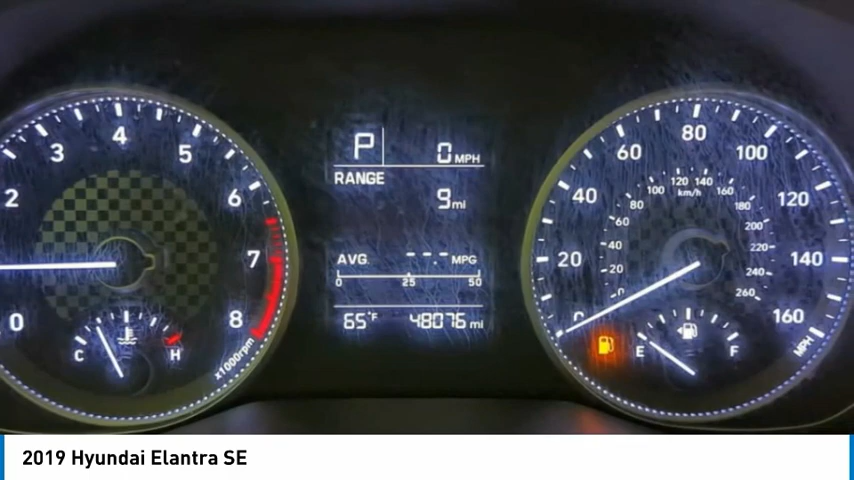 0
2
3
4
5
6
7
8
x1000rpm
C
H
P
0 MPH
RANGE
9 mi
AVG. --.- MPG
0 25 50
65°F 48076 mi
0
20
40
60
80
100
120
140
160
MPH
0
20
40
60
80
100
120
140
160
180
200
220
240
260
km/h
E
F
2019 Hyundai Elantra SE